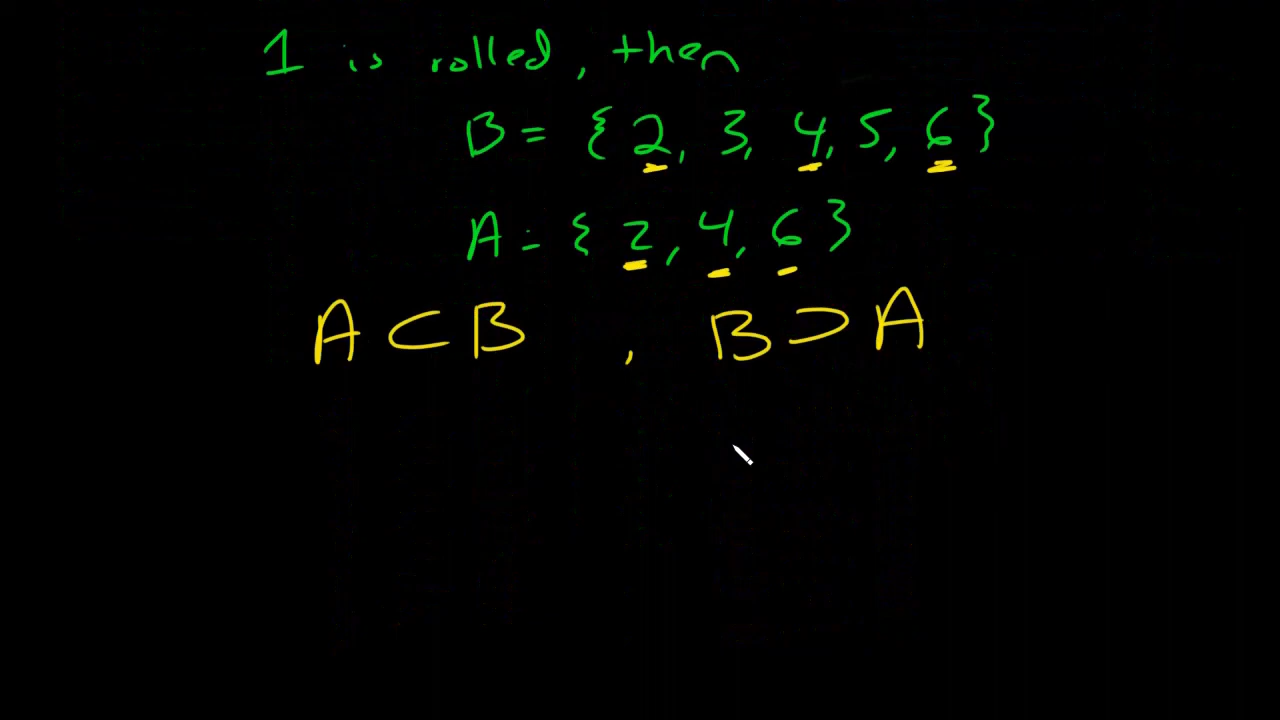 1 is rolled, then
B = { 2, 3, 4, 5, 6 }
A = { 2, 4, 6 }
A ⊂ B , B ⊃ A